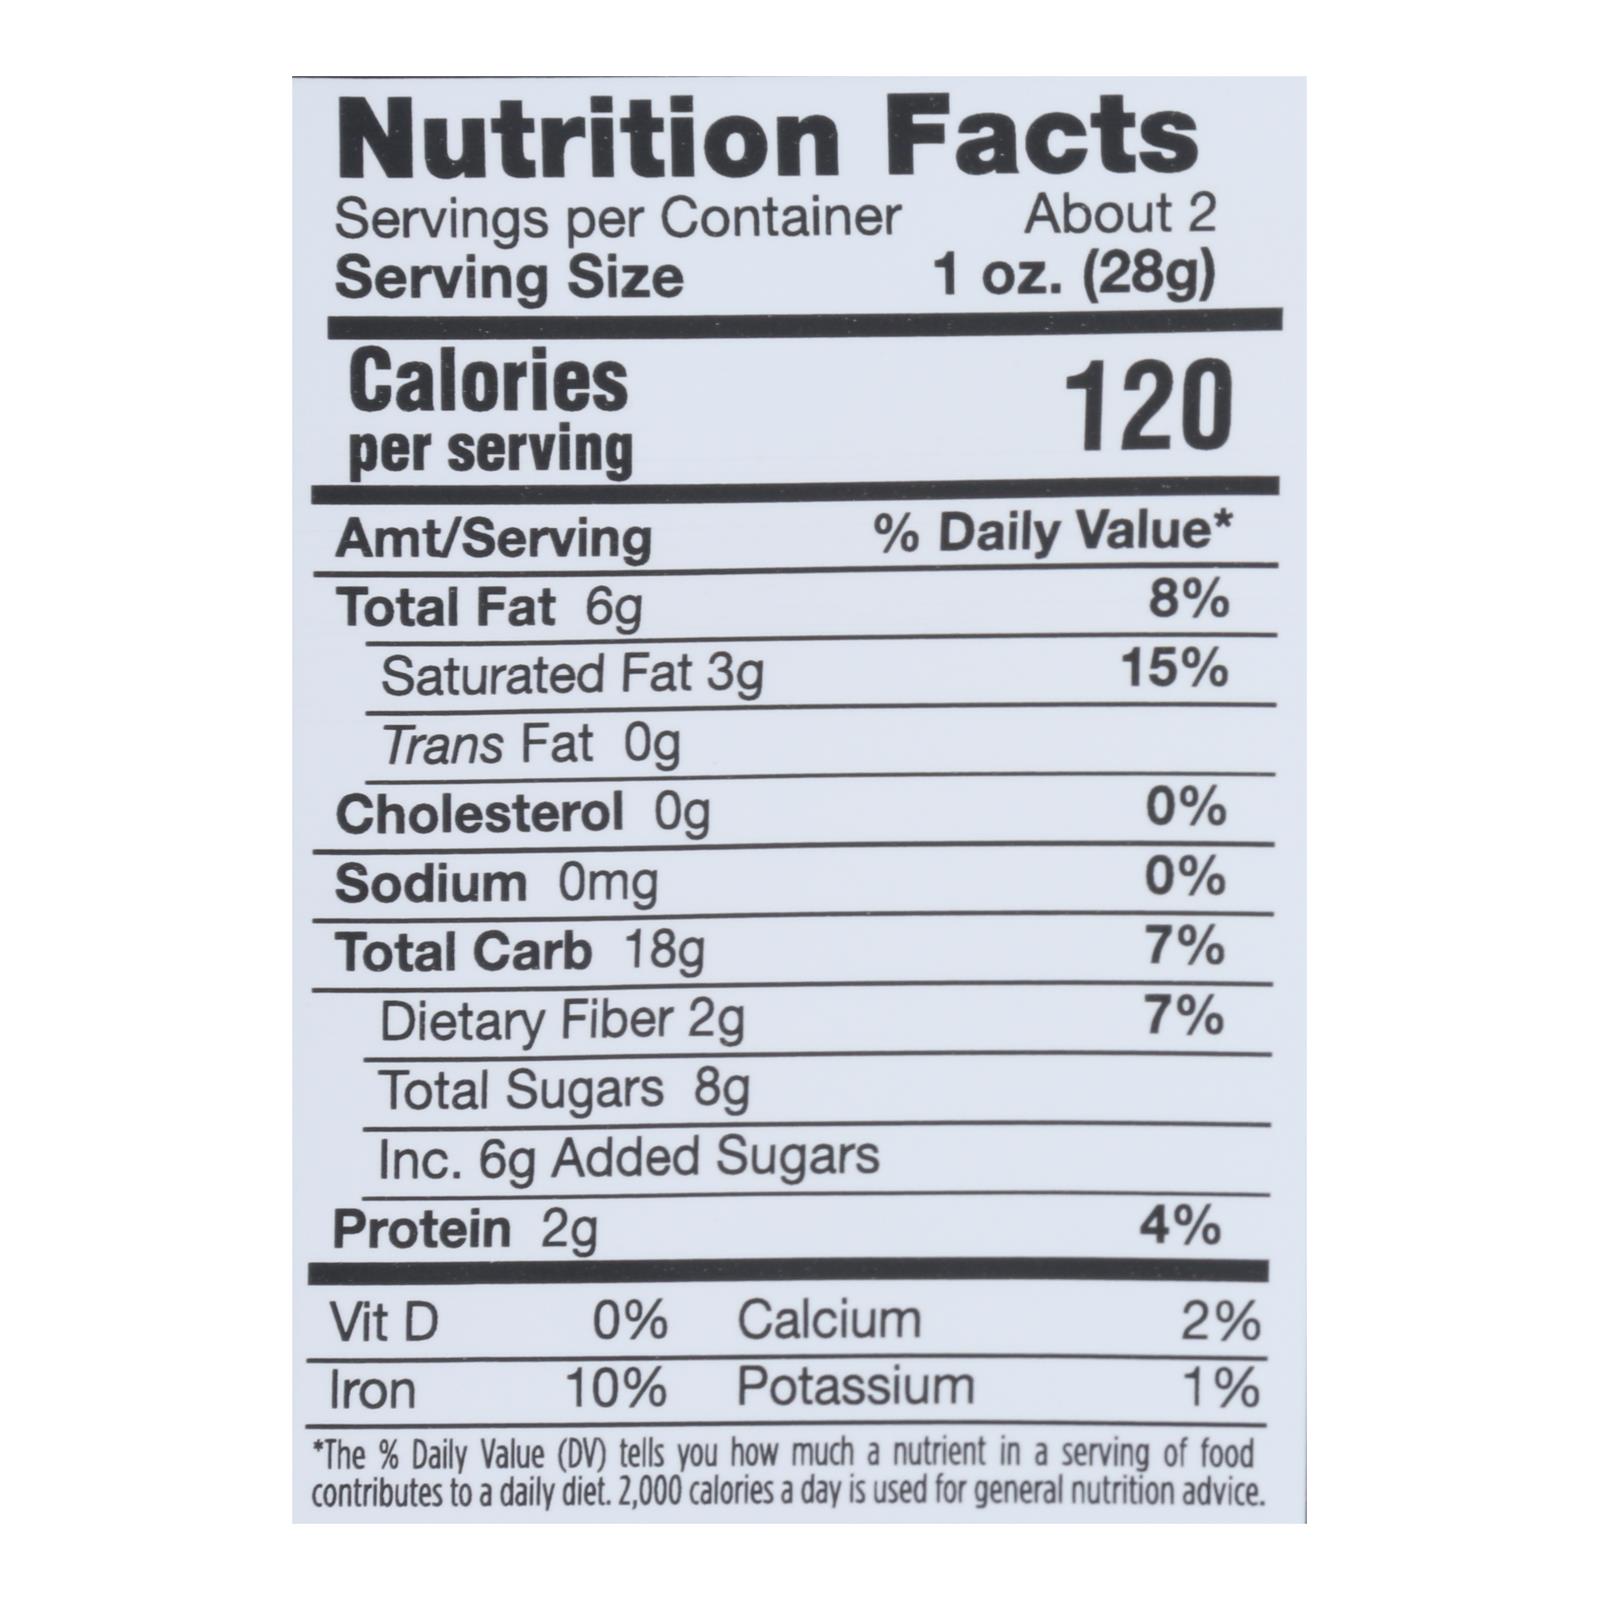 Nutrition Facts
Servings per Container About 2
Serving Size 1 oz. (28g)
Calories 120
per serving
Amt/Serving % Daily Value*
Total Fat 6g 8%
Saturated Fat 3g 15%
Trans Fat 0g
Cholesterol 0g 0%
Sodium 0mg 0%
Total Carb 18g 7%
Dietary Fiber 2g 7%
Total Sugars 8g
Inc. 6g Added Sugars
Protein 2g 4%
Vit D 0% Calcium 2%
Iron 10% Potassium 1%
*The % Daily Value (DV) tells you how much a nutrient in a serving of food
contributes to a daily diet. 2,000 calories a day is used for general nutrition advice.